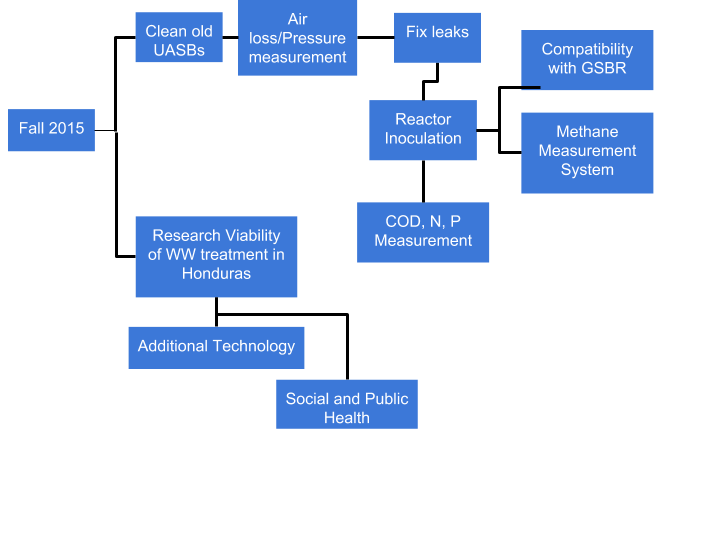 Fall 2015
Clean old
UASBs
Air
loss/Pressure
measurement
Fix leaks
Compatibility
with GSBR
Reactor
Inoculation
Methane
Measurement
System
COD, N, P
Measurement
Research Viability
of WW treatment in
Honduras
Additional Technology
Social and Public
Health